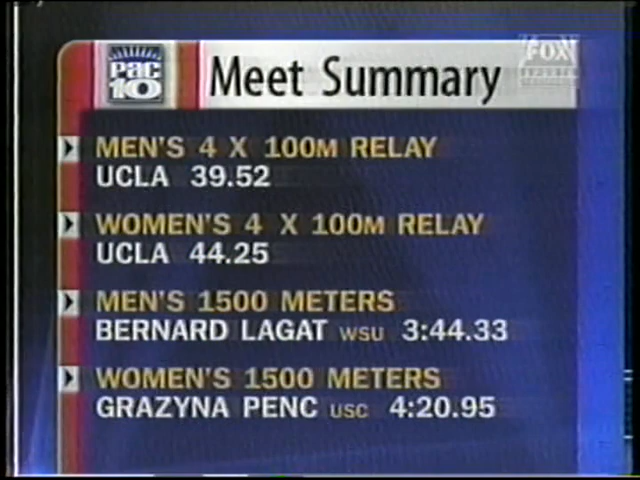 PAC
10
Meet Summary
FOX
SPORTS
MEN'S 4 X 100M RELAY
UCLA 39.52
WOMEN'S 4 X 100M RELAY
UCLA 44.25
MEN'S 1500 METERS
BERNARD LAGAT WSU 3:44.33
WOMEN'S 1500 METERS
GRAZYNA PENC USC 4:20.95